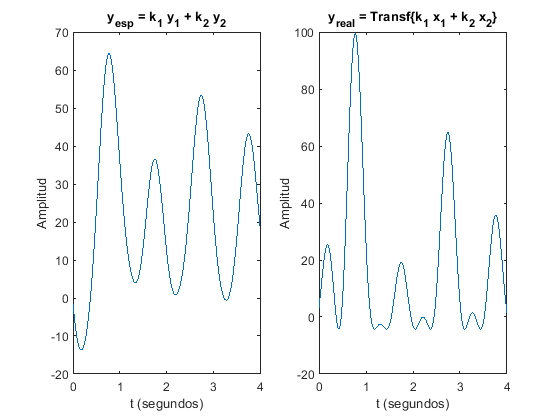 y_esp = k_1 y_1 + k_2 y_2
70
60
50
40
30
20
10
0
-10
-20
Amplitud
0 1 2 3 4
t (segundos)
y_real = Transf{k_1 x_1 + k_2 x_2}
100
80
60
40
20
0
-20
Amplitud
0 1 2 3 4
t (segundos)